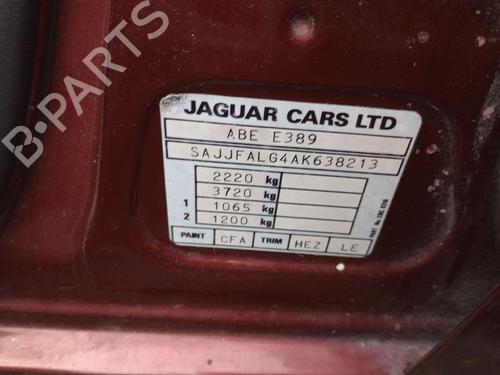 JAGUAR CARS LTD
ABE E389
SAJJFALG4AK638213
2220 kg
3720 kg
1 1065 kg
2 1200 kg
PAINT CFA TRIM HEZ LE
B-PARTS